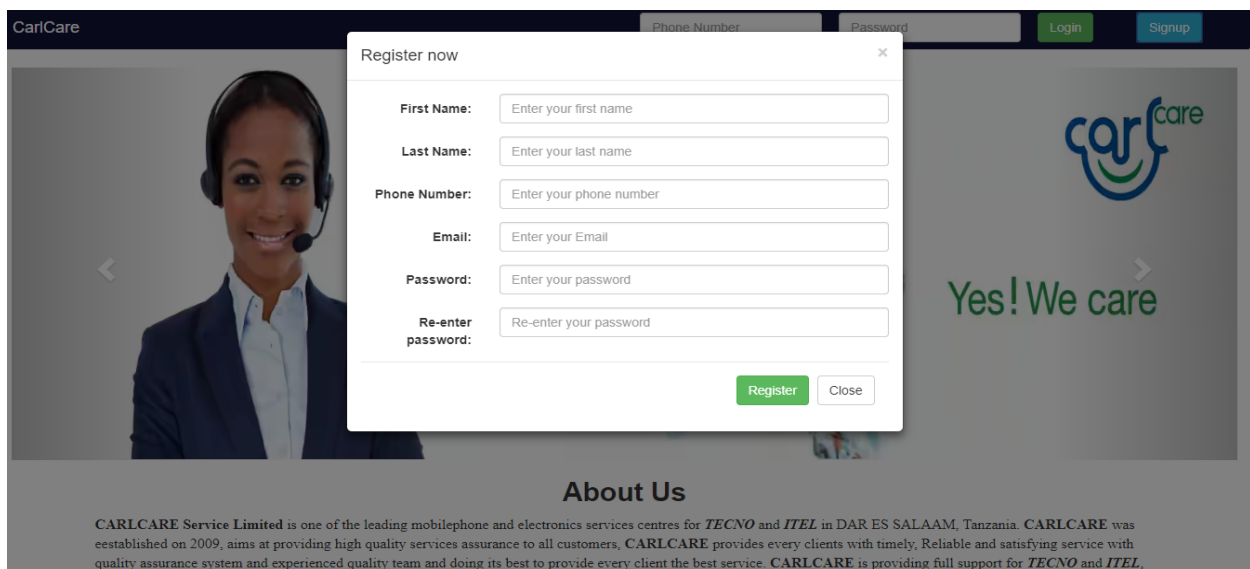 CarlCare
Phone Number
Password
Login
Signup
Register now
×
First Name:
Enter your first name
Last Name:
Enter your last name
Phone Number:
Enter your phone number
Email:
Enter your Email
Password:
Enter your password
Re-enter
password:
Re-enter your password
Register
Close
carlcare
Yes! We care
About Us
CARLCARE Service Limited is one of the leading mobilephone and electronics services centres for TECNO and ITEL in DAR ES SALAAM, Tanzania. CARLCARE was
eestablished on 2009, aims at providing high quality services assurance to all customers, CARLCARE provides every clients with timely, Reliable and satisfying service with
quality assurance system and experienced quality team and doing its best to provide every client the best service. CARLCARE is providing full support for TECNO and ITEL,